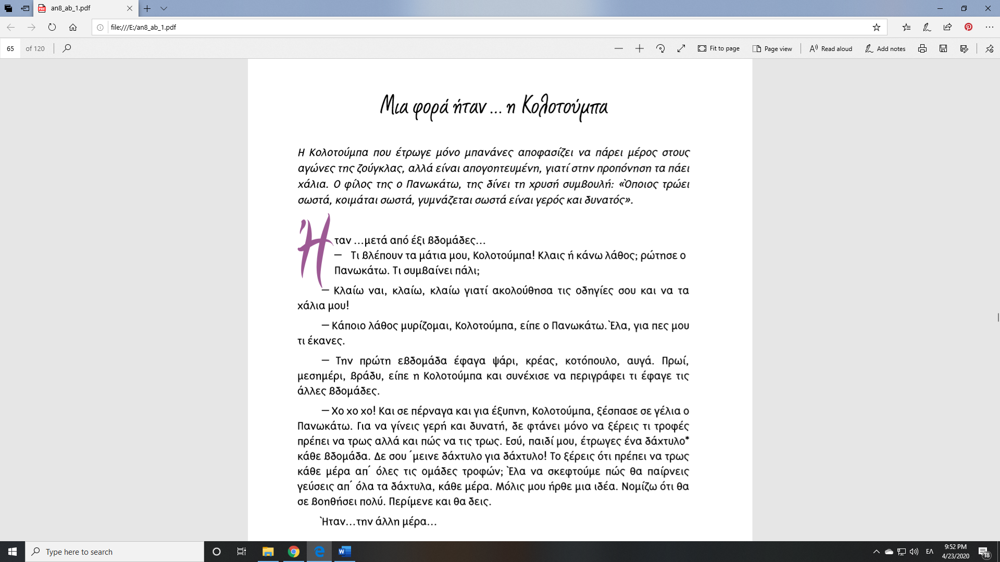 an8_ab_1.pdf
file:///E:/an8_ab_1.pdf
65 of 120
Fit to page Page view Read aloud Add notes
Μια φορά ήταν ... η Κολοτούμπα
Η Κολοτούμπα που έτρωγε μόνο μπανάνες αποφασίζει να πάρει μέρος στους
αγώνες της ζούγκλας, αλλά είναι απογοητευμένη, γιατί στην προπόνηση τα πάει
χάλια. Ο φίλος της ο Πανωκάτω, της δίνει τη χρυσή συμβουλή: «Όποιος τρώει
σωστά, κοιμάται σωστά, γυμνάζεται σωστά είναι γερός και δυνατός».
Ήταν ...μετά από έξι βδομάδες...
— Τι βλέπουν τα μάτια μου, Κολοτούμπα! Κλαις ή κάνω λάθος; ρώτησε ο
Πανωκάτω. Τι συμβαίνει πάλι;
— Κλαίω ναι, κλαίω, κλαίω γιατί ακολούθησα τις οδηγίες σου και να τα
χάλια μου!
— Κάποιο λάθος μυρίζομαι, Κολοτούμπα, είπε ο Πανωκάτω. Έλα, για πες μου
τι έκανες.
— Την πρώτη εβδομάδα έφαγα ψάρι, κρέας, κοτόπουλο, αυγά. Πρωί,
μεσημέρι, βράδυ, είπε η Κολοτούμπα και συνέχισε να περιγράφει τι έφαγε τις
άλλες βδομάδες.
— Χο χο χο! Και σε πέρναγα και για έξυπνη, Κολοτούμπα, ξέσπασε σε γέλια ο
Πανωκάτω. Για να γίνεις γερή και δυνατή, δε φτάνει μόνο να ξέρεις τι τροφές
πρέπει να τρως αλλά και πώς να τις τρως. Εσύ, παιδί μου, έτρωγες ένα δάχτυλο*
κάθε βδομάδα. Δε σου ΄μεινε δάχτυλο για δάχτυλο! Το ξέρεις ότι πρέπει να τρως
κάθε μέρα απ΄ όλες τις ομάδες τροφών; Έλα να σκεφτούμε πώς θα παίρνεις
γεύσεις απ΄ όλα τα δάχτυλα, κάθε μέρα. Μόλις μου ήρθε μια ιδέα. Νομίζω ότι θα
σε βοηθήσει πολύ. Περίμενε και θα δεις.
Ήταν...την άλλη μέρα...
Type here to search
ΕΛ
9:52 PM
4/23/2020
18